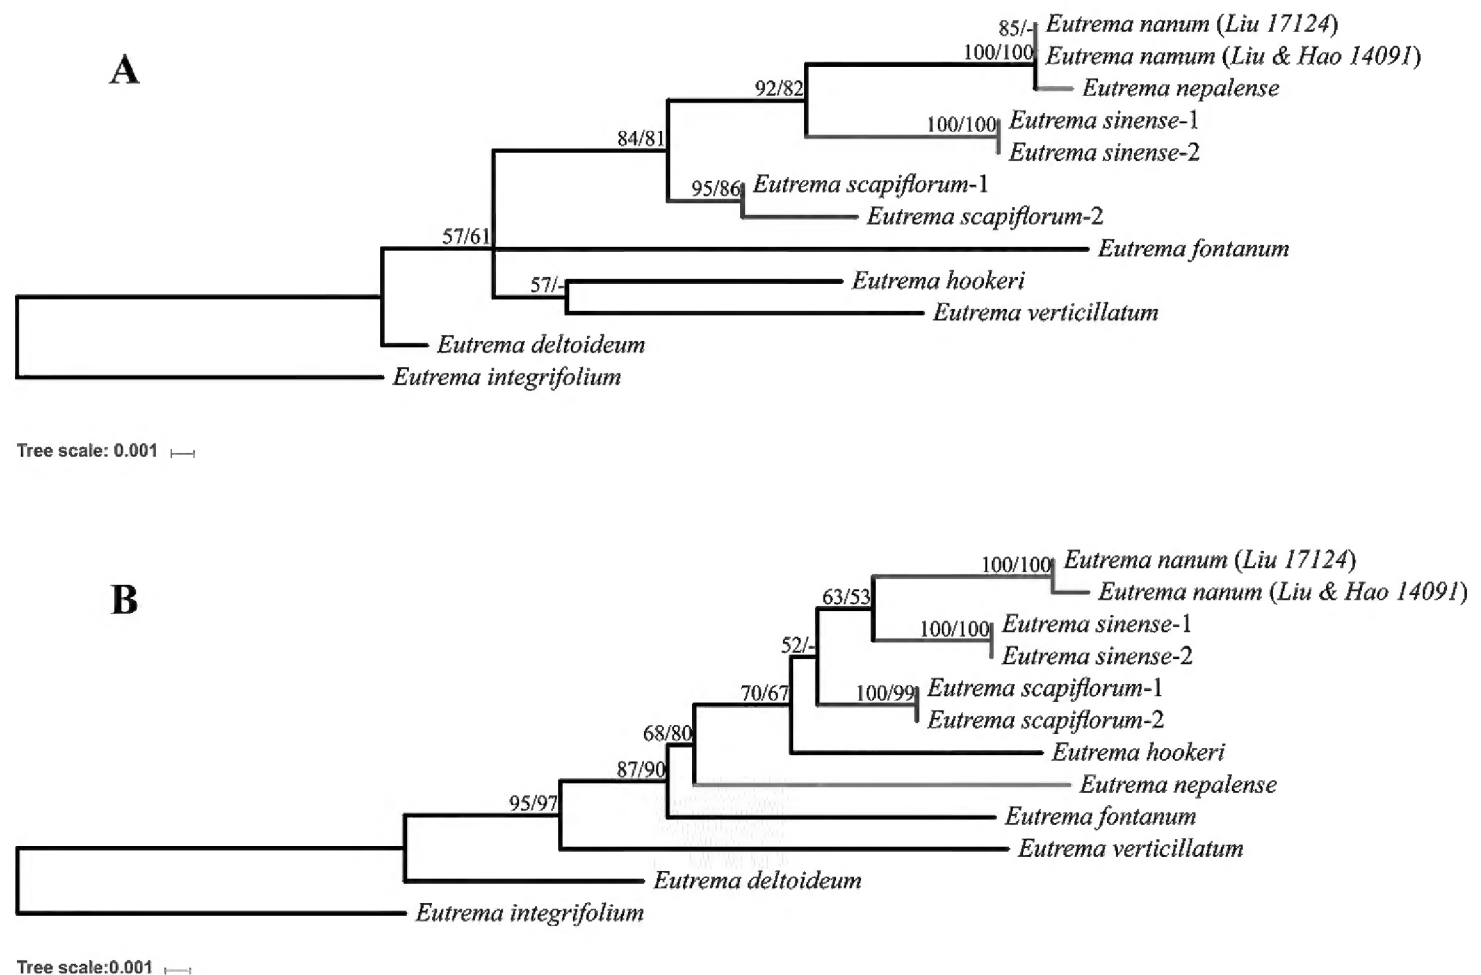 A
85/- Eutrema nanum (Liu 17124)
100/100 Eutrema namum (Liu & Hao 14091)
92/82 Eutrema nepalense
100/100 Eutrema sinense-1
84/81 Eutrema sinense-2
95/86 Eutrema scapiflorum-1
Eutrema scapiflorum-2
57/61 Eutrema fontanum
57/- Eutrema hookeri
Eutrema verticillatum
Eutrema deltoideum
Eutrema integrifolium
Tree scale: 0.001
B
100/100 Eutrema nanum (Liu 17124)
63/53 Eutrema nanum (Liu & Hao 14091)
100/100 Eutrema sinense-1
52/- Eutrema sinense-2
70/67 100/99 Eutrema scapiflorum-1
Eutrema scapiflorum-2
68/80 Eutrema hookeri
87/90 Eutrema nepalense
95/97 Eutrema fontanum
Eutrema verticillatum
Eutrema deltoideum
Eutrema integrifolium
Tree scale:0.001